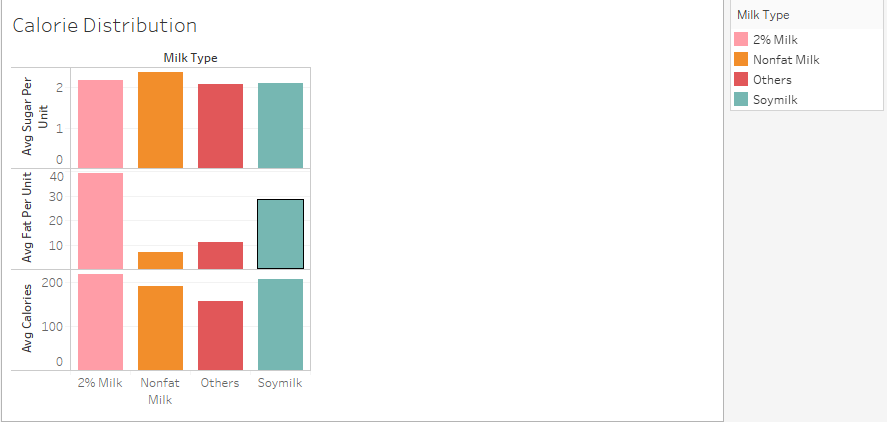 Calorie Distribution
Milk Type
Avg Sugar Per
Unit
2
1
0
Avg Fat Per Unit
40
30
20
10
Avg Calories
200
100
0
2% Milk
Nonfat
Milk
Others
Soymilk
Milk Type
2% Milk
Nonfat Milk
Others
Soymilk